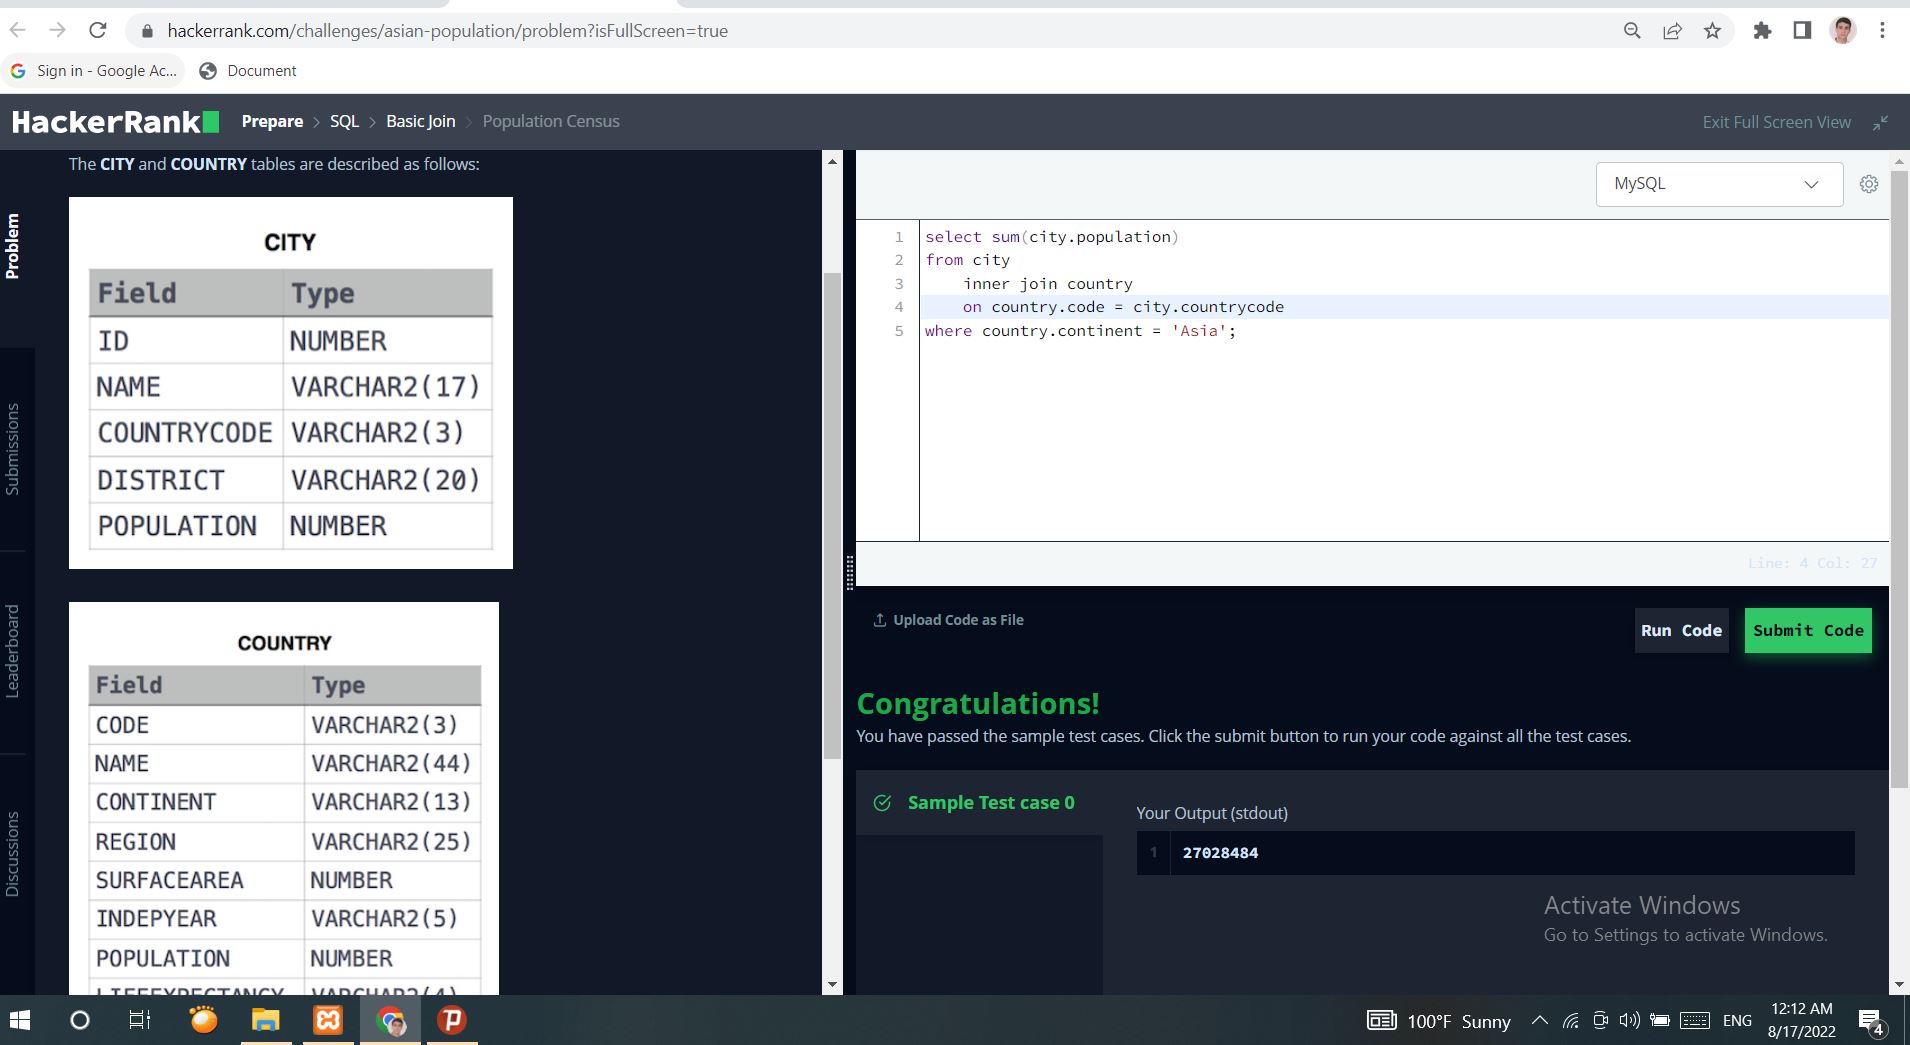 hackerrank.com/challenges/asian-population/problem?isFullScreen=true
Sign in - Google Ac...
Document
HackerRank
Prepare > SQL > Basic Join > Population Census
Exit Full Screen View
Problem
Submissions
Leaderboard
Discussions
The CITY and COUNTRY tables are described as follows:
CITY
Field Type
ID NUMBER
NAME VARCHAR2(17)
COUNTRYCODE VARCHAR2(3)
DISTRICT VARCHAR2(20)
POPULATION NUMBER
COUNTRY
Field Type
CODE VARCHAR2(3)
NAME VARCHAR2(44)
CONTINENT VARCHAR2(13)
REGION VARCHAR2(25)
SURFACEAREA NUMBER
INDEPYEAR VARCHAR2(5)
POPULATION NUMBER
LIFEEXPECTANCY VARCHAR2(4)
MySQL
1 select sum(city.population)
2 from city
3 inner join country
4 on country.code = city.countrycode
5 where country.continent = 'Asia';
Line: 4 Col: 27
Upload Code as File
Run Code
Submit Code
Congratulations!
You have passed the sample test cases. Click the submit button to run your code against all the test cases.
Sample Test case 0
Your Output (stdout)
1 27028484
Activate Windows
Go to Settings to activate Windows.
100°F Sunny
ENG
12:12 AM
8/17/2022
4